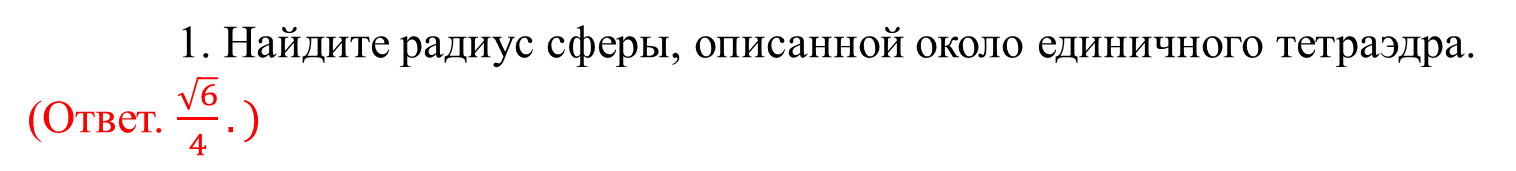 1. Найдите радиус сферы, описанной около единичного тетраэдра.
(Ответ. √6/4.)